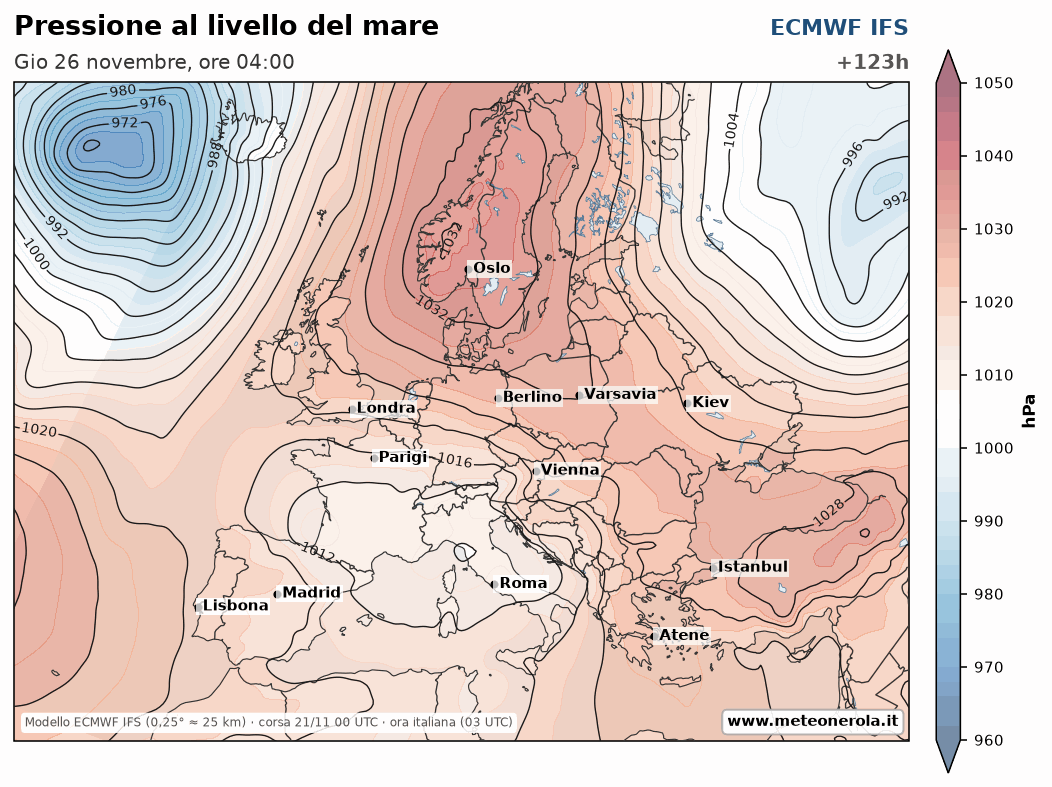 Pressione al livello del mare
ECMWF IFS
Gio 26 novembre, ore 04:00
+123h
980
976
972
988
992
1000
1004
996
992
1032
Oslo
1032
1020
Londra
Berlino
Varsavia
Kiev
Parigi
1016
Vienna
1028
1012
Istanbul
Madrid
Roma
Lisbona
Atene
Modello ECMWF IFS (0,25° ≈ 25 km) · corsa 21/11 00 UTC · ora italiana (03 UTC)
www.meteonerola.it
1050
1040
1030
1020
1010
1000
990
980
970
960
hPa